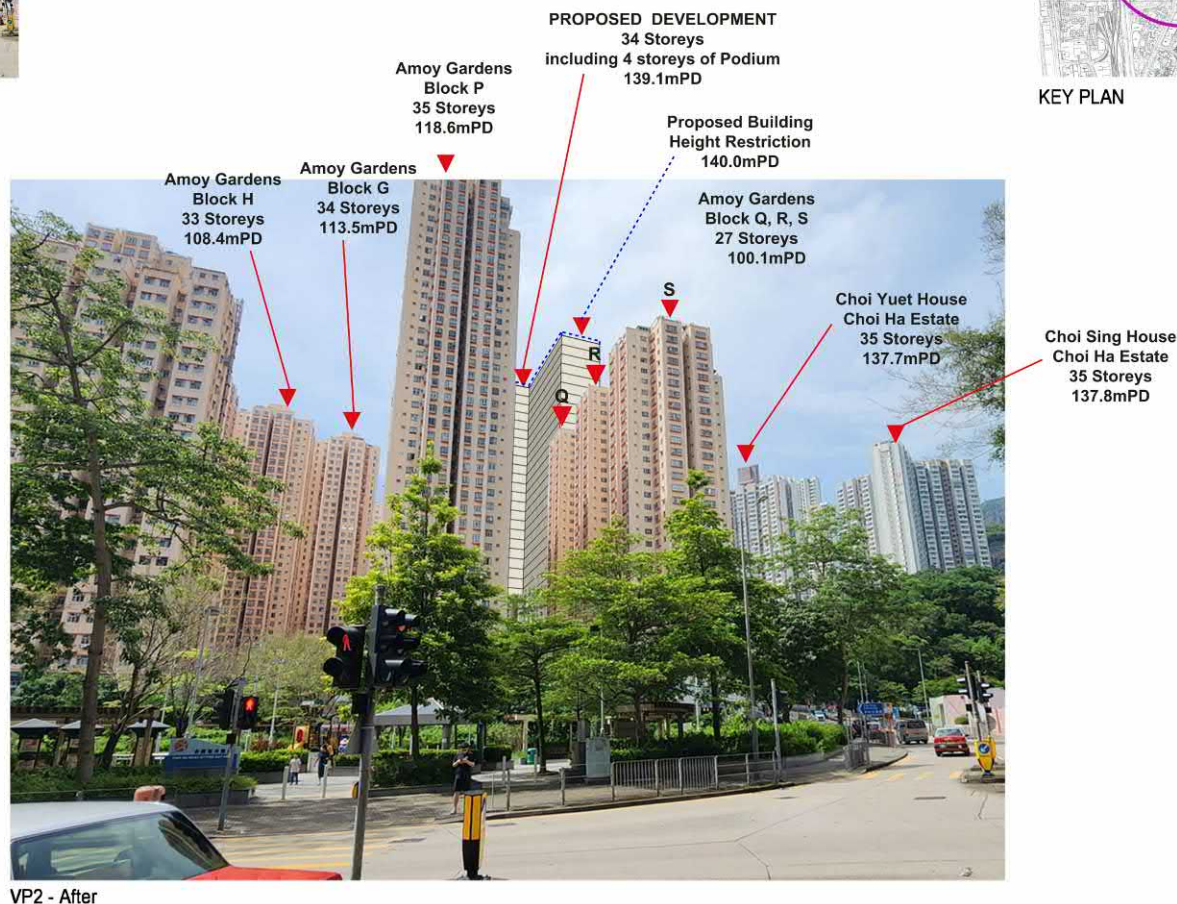 PROPOSED DEVELOPMENT
34 Storeys
including 4 storeys of Podium
139.1mPD
Amoy Gardens
Block P
35 Storeys
118.6mPD
KEY PLAN
Proposed Building
Height Restriction
140.0mPD
Amoy Gardens
Block H
33 Storeys
108.4mPD
Amoy Gardens
Block G
34 Storeys
113.5mPD
Amoy Gardens
Block Q, R, S
27 Storeys
100.1mPD
S
R
Q
Choi Yuet House
Choi Ha Estate
35 Storeys
137.7mPD
Choi Sing House
Choi Ha Estate
35 Storeys
137.8mPD
VP2 - After